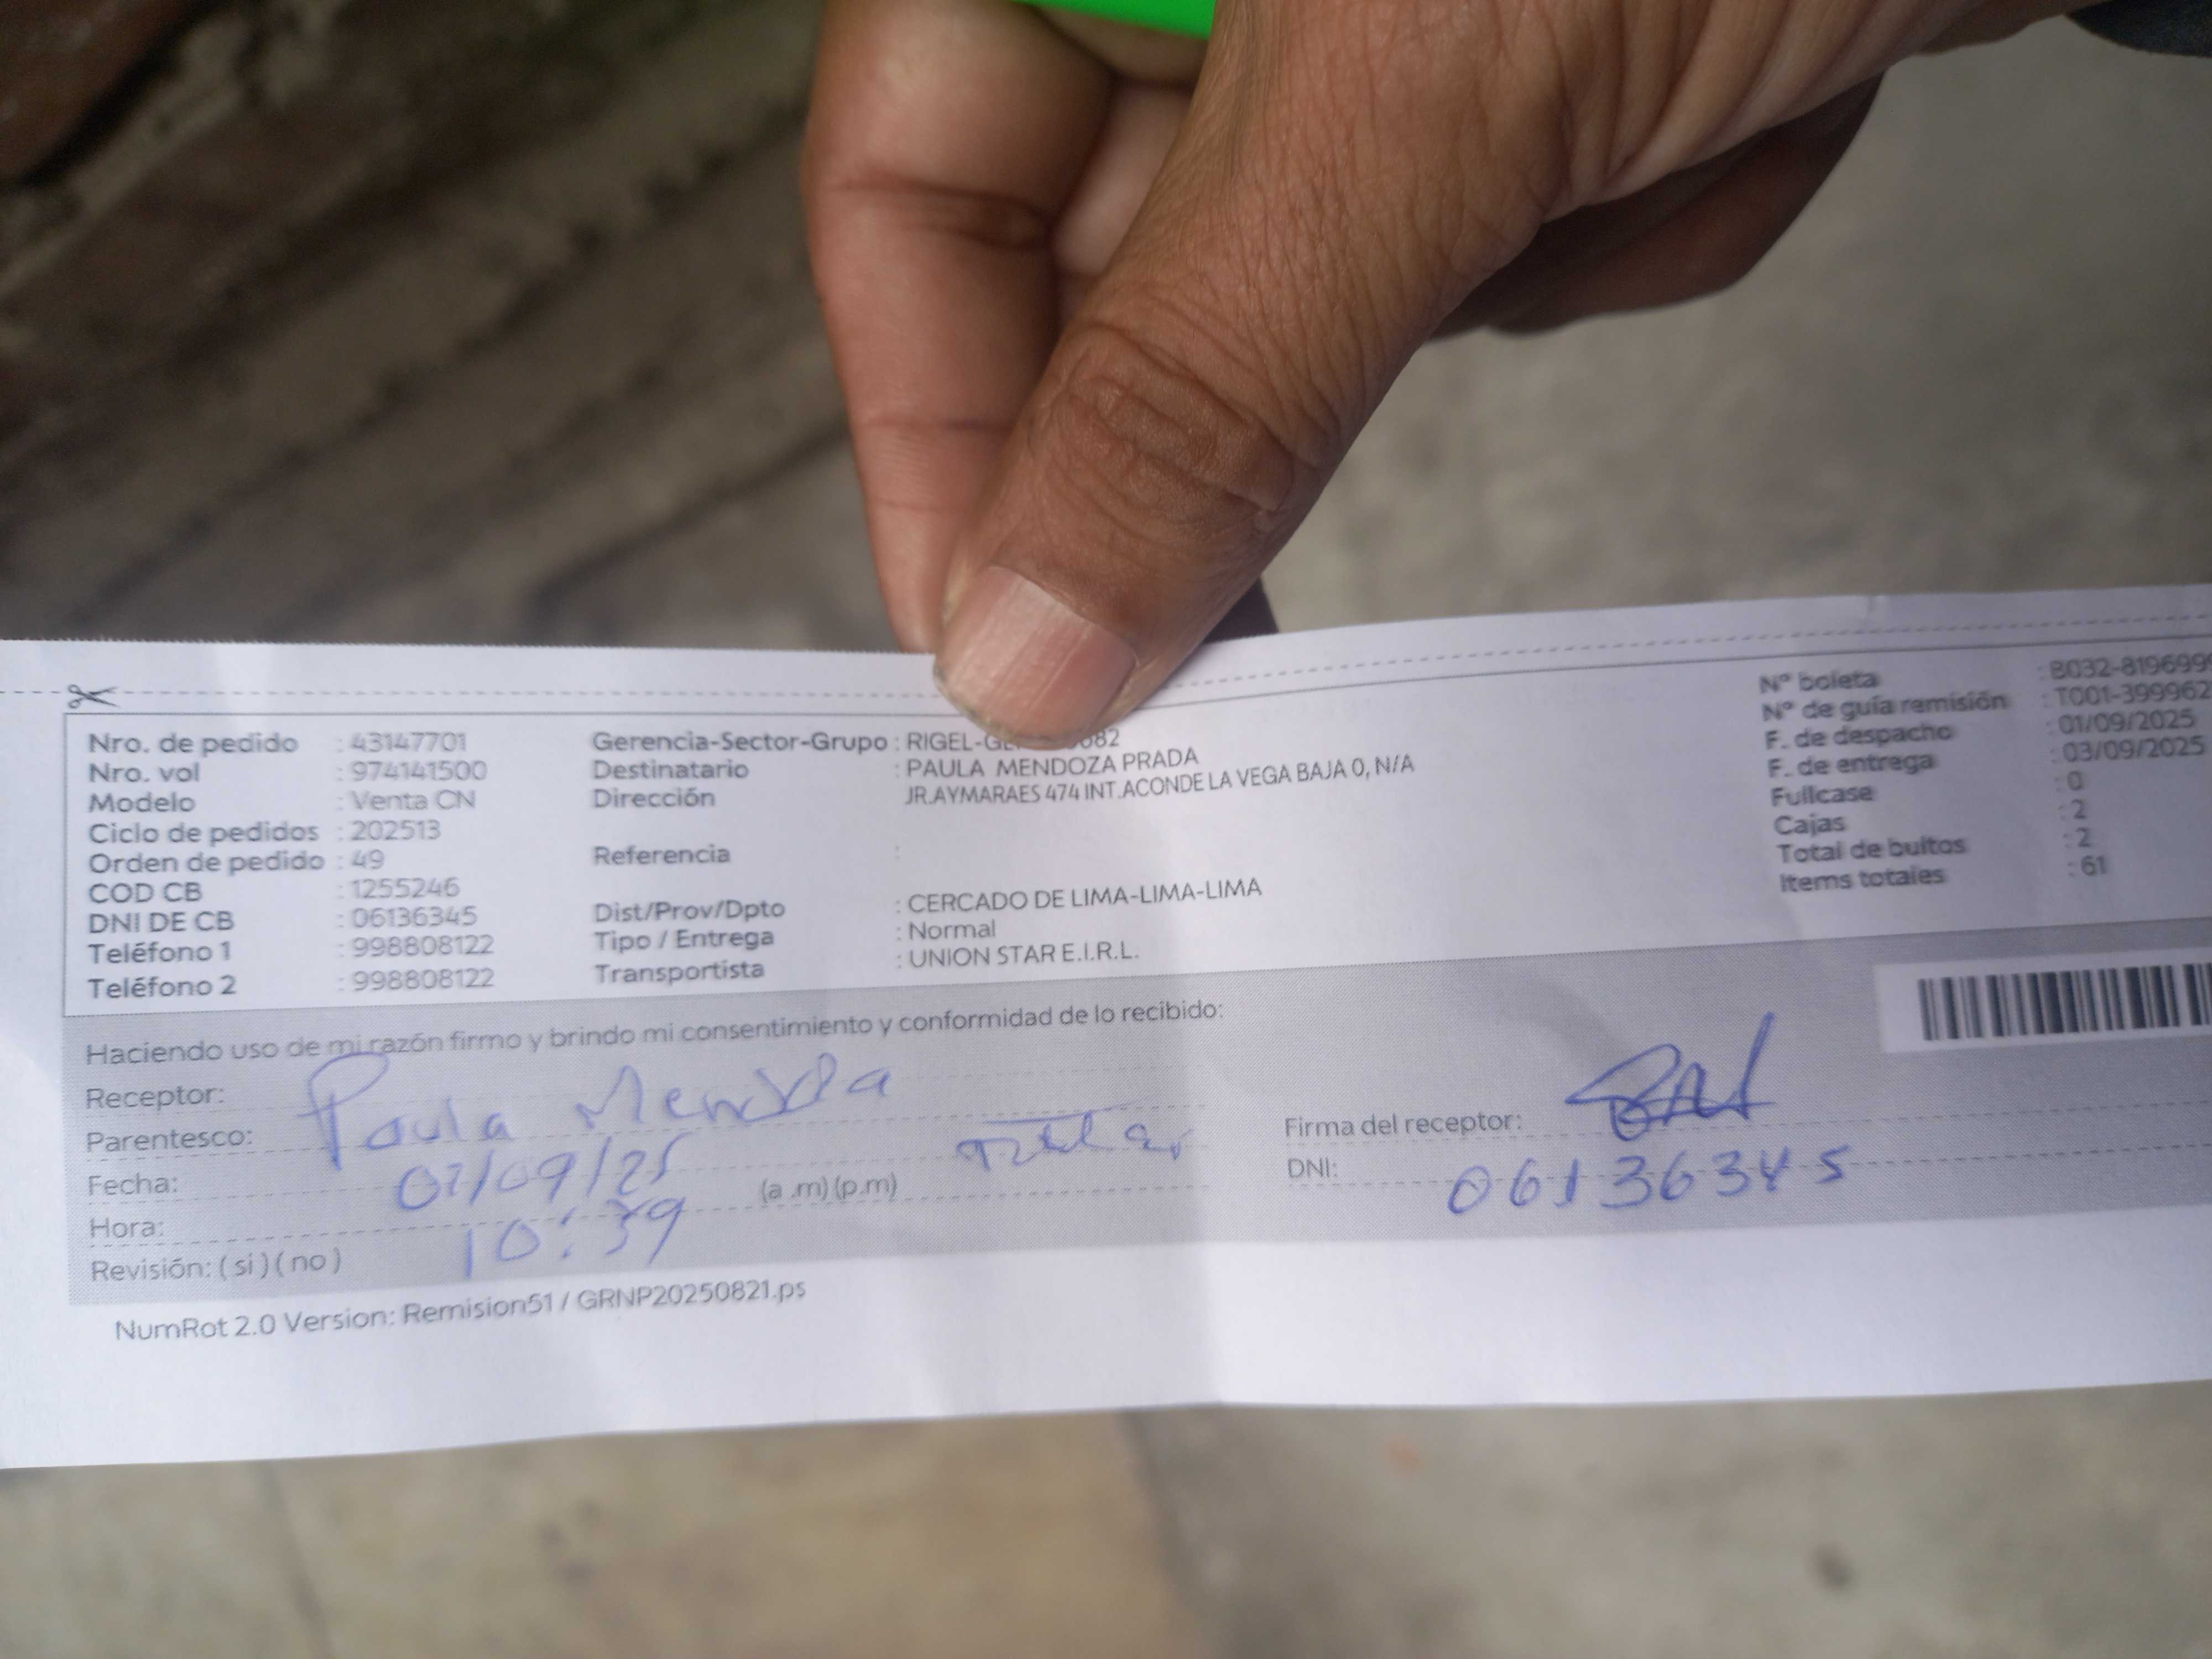 Nro. de pedido : 43147701
Nro. vol : 974141500
Modelo : Venta CN
Ciclo de pedidos : 202513
Orden de pedido : 49
COD CB : 1255246
DNI DE CB : 06136345
Teléfono 1 : 998808122
Teléfono 2 : 998808122
Gerencia-Sector-Grupo : RIGEL-
Destinatario : PAULA MENDOZA PRADA
Dirección JR.AYMARAES 474 INT.ACONDE LA VEGA BAJA 0, N/A
Referencia :
Dist/Prov/Dpto : CERCADO DE LIMA-LIMA-LIMA
Tipo / Entrega : Normal
Transportista : UNION STAR E.I.R.L.
Nº boleta : B032-819699
Nº de guía remisión : T001-399962
F. de despacho : 01/09/2025
F. de entrega : 03/09/2025
Fullcase : 0
Cajas : 2
Total de bultos : 2
Items totales : 61
Haciendo uso de mi razón firmo y brindo mi consentimiento y conformidad de lo recibido:
Receptor: Paula Mendoza
Parentesco: Titular
Fecha: /09/25
Hora: 10:39 (a .m) (p.m)
Revisión: ( si ) ( no )
Firma del receptor:
DNI: 06136345
NumRot 2.0 Version: Remision51 / GRNP20250821.ps